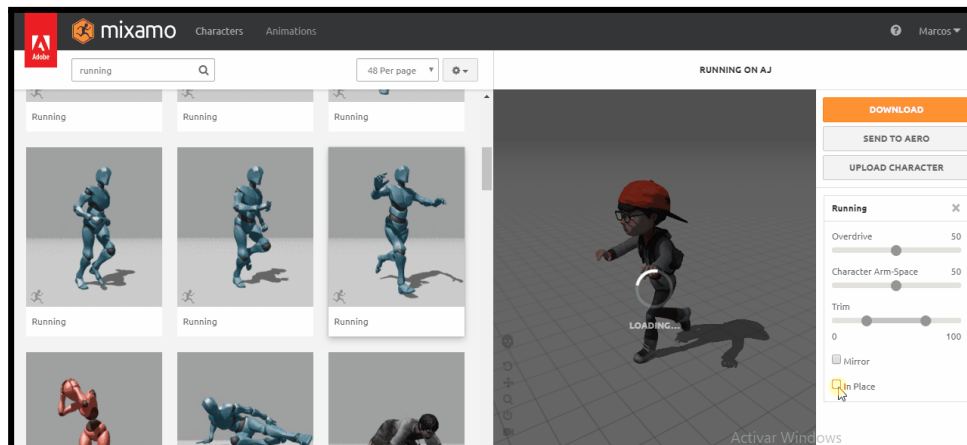 Adobe
mixamo
Characters
Animations
Marcos
running
48 Per page
RUNNING ON AJ
Running
Running
Running
DOWNLOAD
SEND TO AERO
UPLOAD CHARACTER
Running
Overdrive 50
Character Arm-Space 50
Trim
0 100
Mirror
In Place
LOADING...
Running
Running
Running
Activar Windows